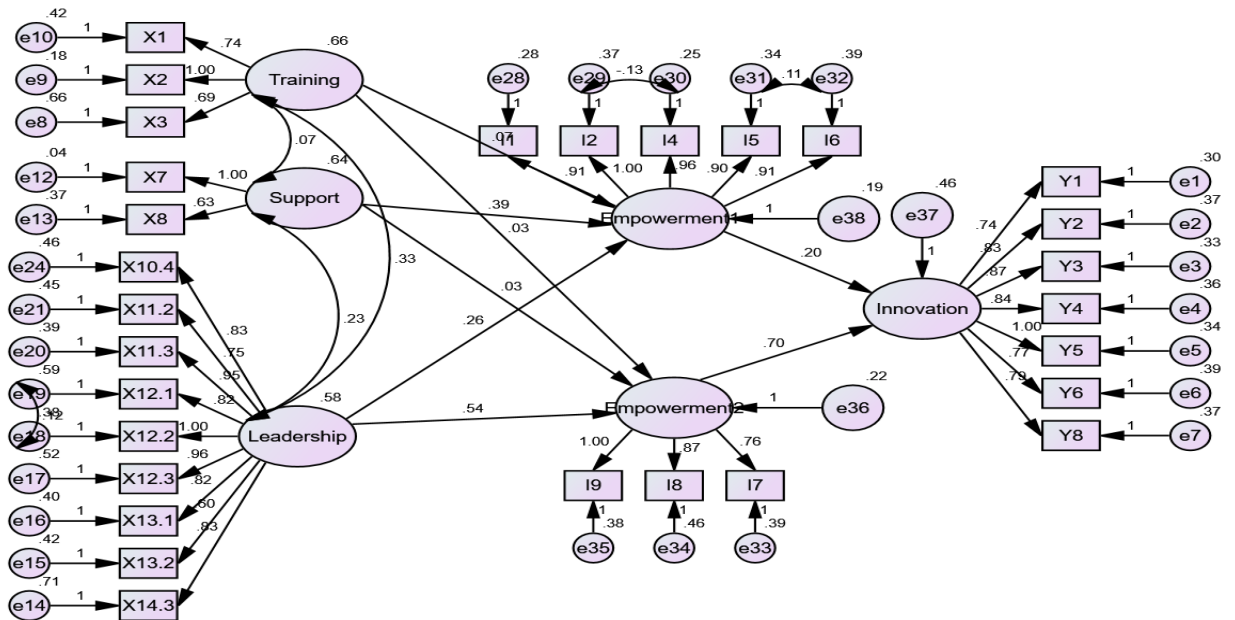 .42
e10 1 X1 .74
.18
e9 1 X2 1.00
.66
e8 1 X3 .69
.66
Training
.07
.04
e12 1 X7 1.00
.37
e13 1 X8 .63
.64
Support
.33
.23
.46
e24 1 X10.4 .83
.45
e21 1 X11.2 .75
.39
e20 1 X11.3 .95
.59
e19 1 X12.1 .82
.38
.12
e18 1 X12.2 1.00
.52
e17 1 X12.3 .96
.40
e16 1 X13.1 .82
.42
e15 1 X13.2 .60
.71
e14 1 X14.3 .83
.58
Leadership
.28 .37 .25 .34 .39
e28 e29 -.13 e30 e31 .11 e32
1 1 1 1 1
I1 I2 I4 I5 I6
.07
.91 1.00 .96 .90 .91
.39
.03
.03
.26
.54
Empowerment1
1 e38 .19
.20
.46
e37
1
Innovation
.70
Empowerment2
1 e36 .22
1.00 .87 .76
I9 I8 I7
1 1 1
.38 .46 .39
e35 e34 e33
.30
.74 Y1 1 e1
.37
.83 Y2 1 e2
.33
.87 Y3 1 e3
.36
.84 Y4 1 e4
.34
1.00 Y5 1 e5
.39
.77 Y6 1 e6
.37
.79 Y8 1 e7